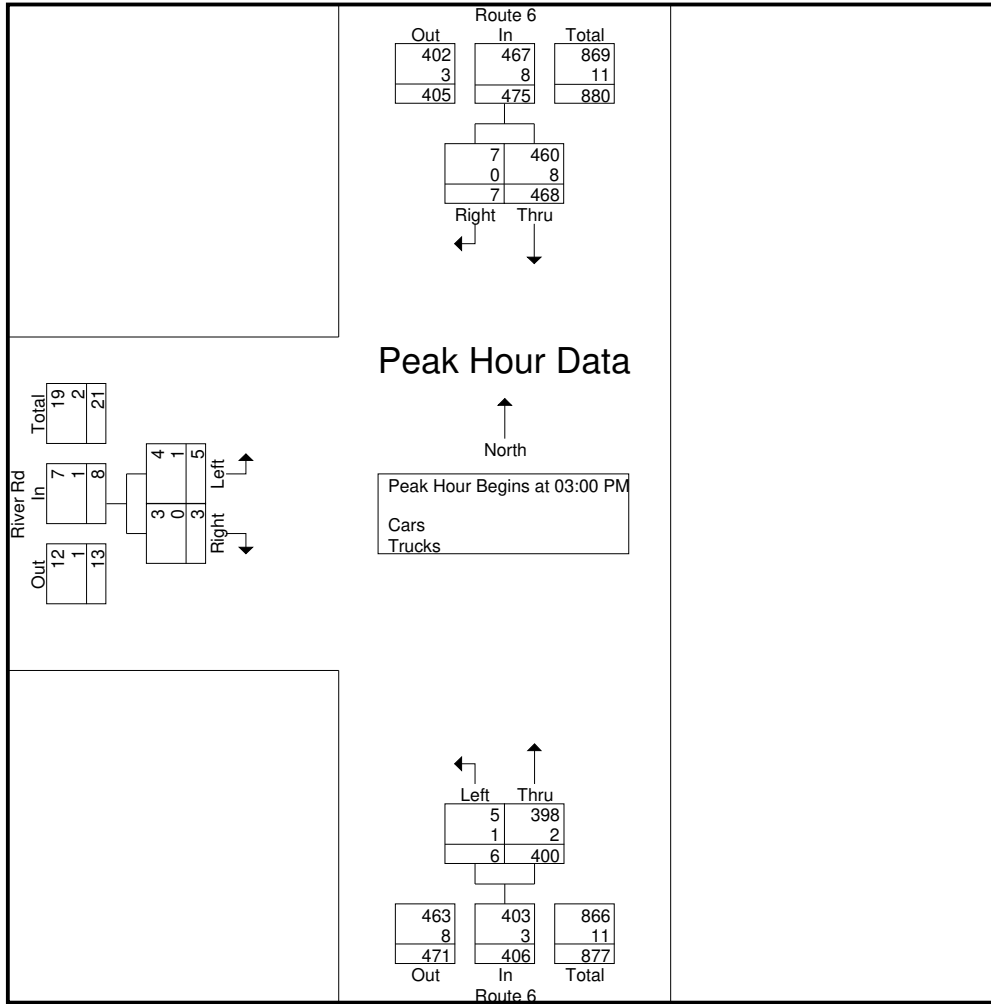 Route 6
Out In Total
402 467 869
3 8 11
405 475 880
7 460
0 8
7 468
Right Thru
Peak Hour Data
North
Peak Hour Begins at 03:00 PM
Cars
Trucks
River Rd
Out In Total
12 7 19
1 1 2
13 8 21
3 4
0 1
3 5
Right Left
Left Thru
5 398
1 2
6 400
463 403 866
8 3 11
471 406 877
Out In Total
Route 6